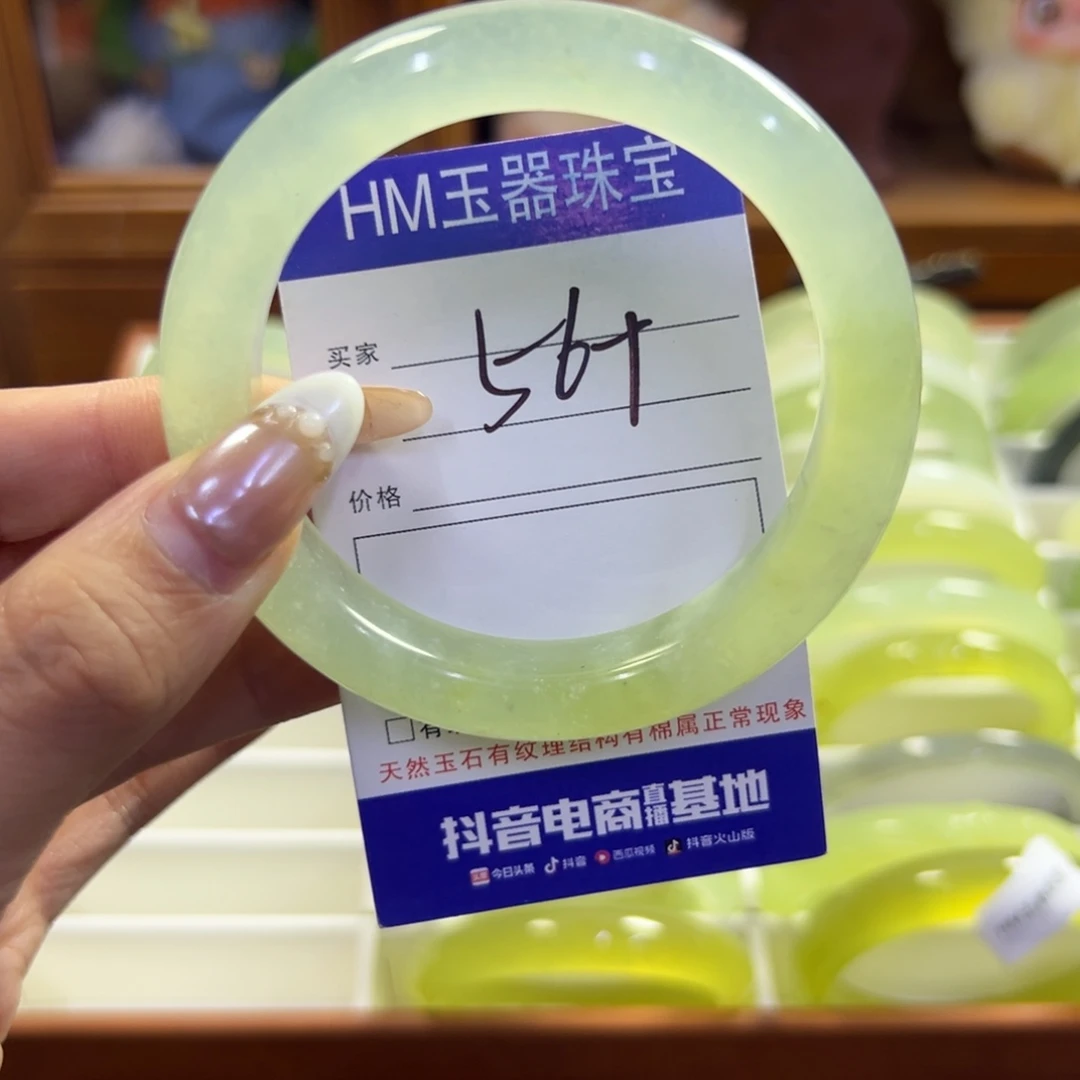 HM玉器珠宝
买家
价格
天然玉石有纹理结构有棉属正常现象
抖音电商直播基地
今日头条 抖音 西瓜视频 抖音火山版